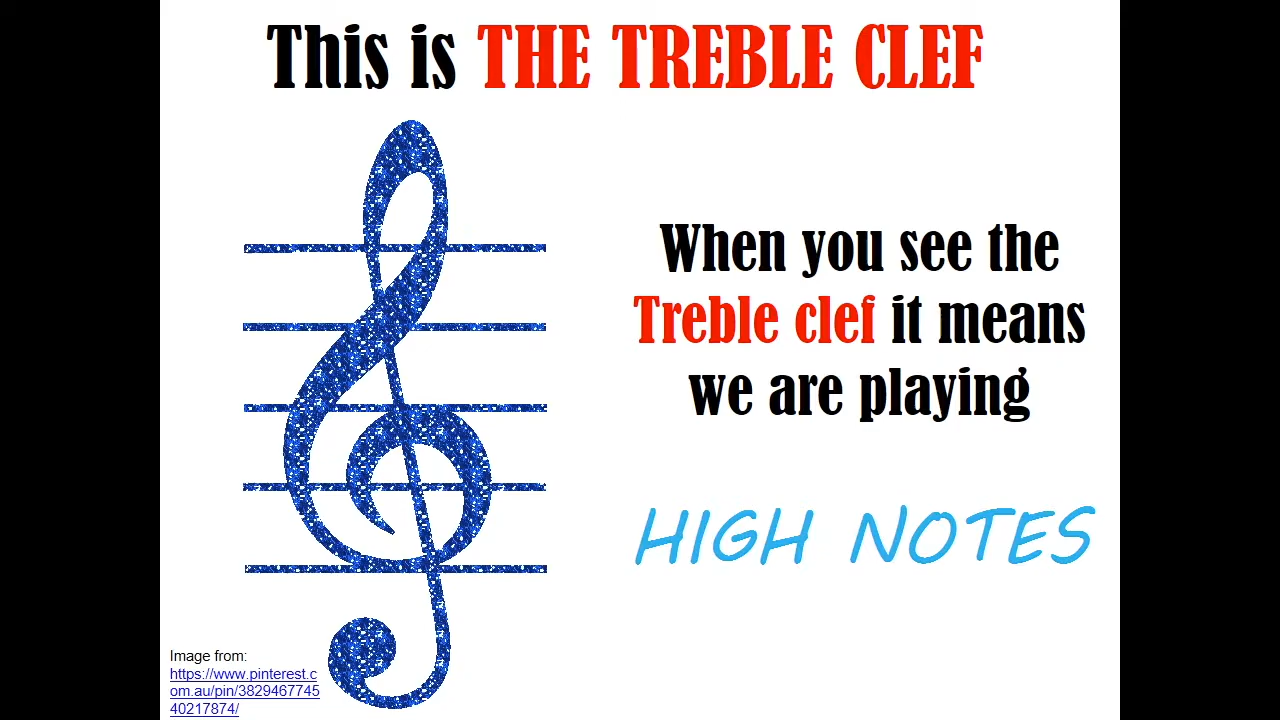 This is THE TREBLE CLEF
When you see the
Treble clef it means
we are playing
HIGH NOTES
Image from:
https://www.pinterest.c
om.au/pin/3829467745
40217874/